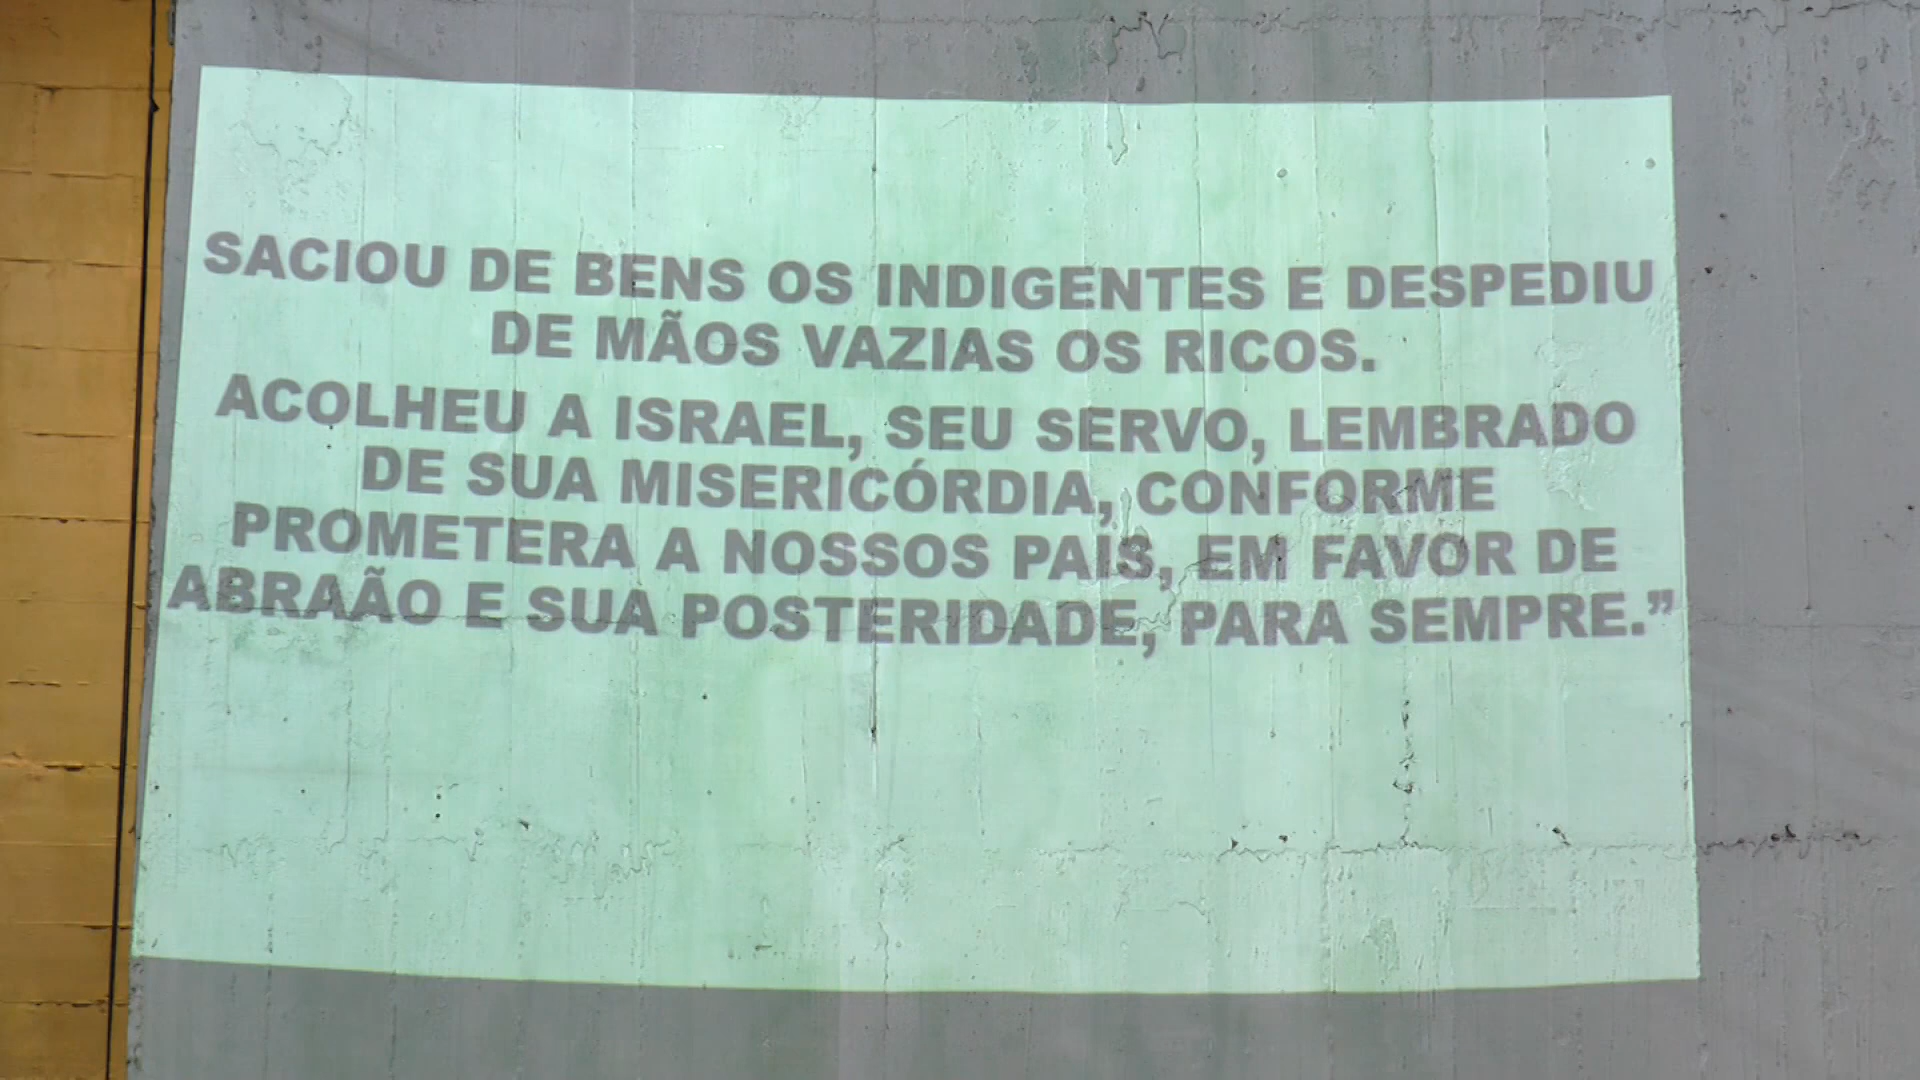 SACIOU DE BENS OS INDIGENTES E DESPEDIU
DE MÃOS VAZIAS OS RICOS.
ACOLHEU A ISRAEL, SEU SERVO, LEMBRADO
DE SUA MISERICÓRDIA, CONFORME
PROMETERA A NOSSOS PAIS, EM FAVOR DE
ABRAÃO E SUA POSTERIDADE, PARA SEMPRE.”